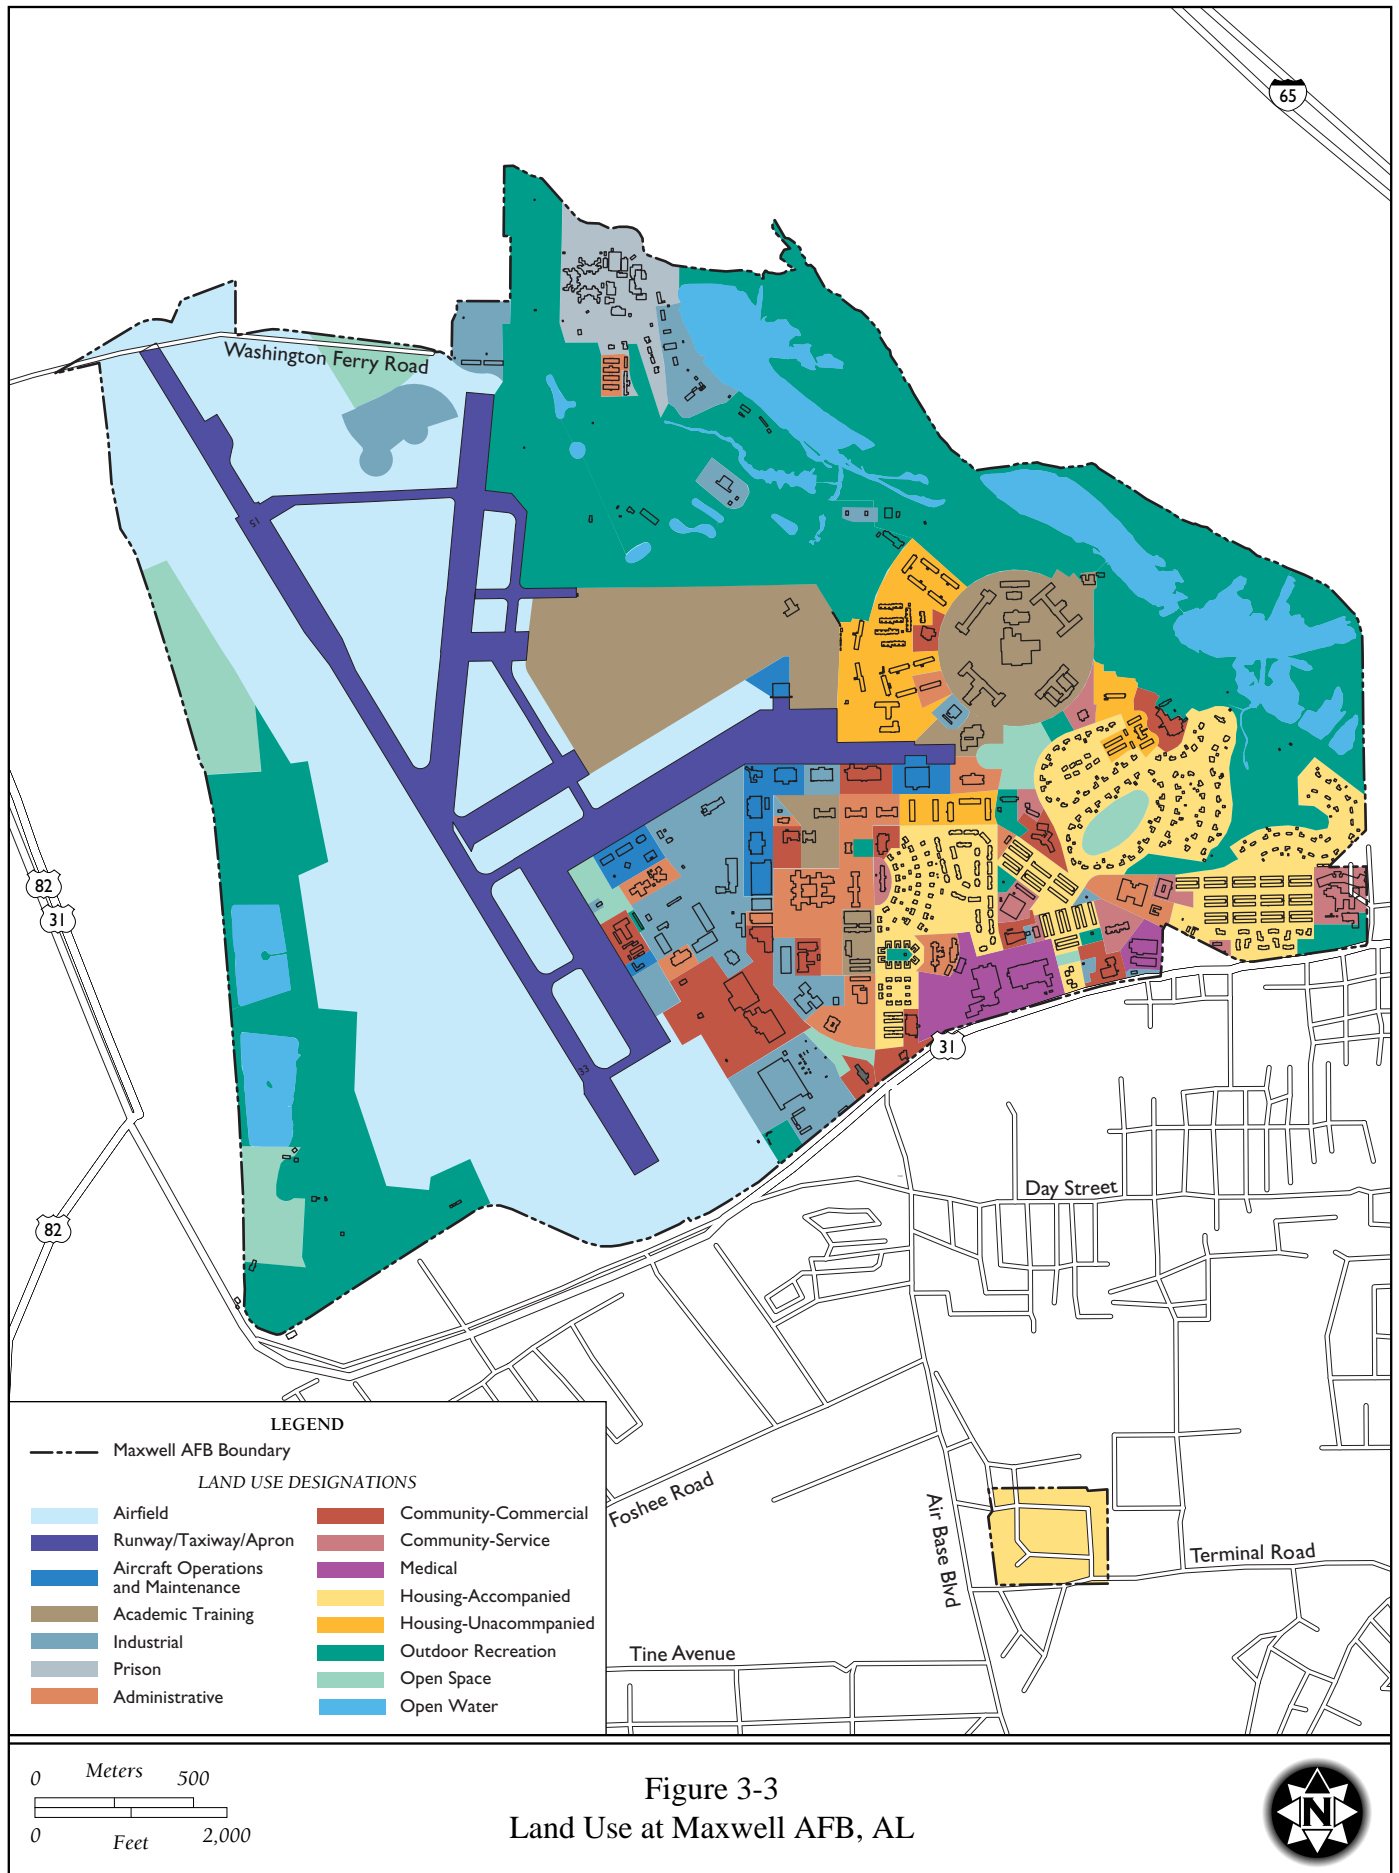 65
Washington Ferry Road
15
82
31
33
31
82
Day Street
Foshee Road
Air Base Blvd
Terminal Road
Tine Avenue
LEGEND
Maxwell AFB Boundary
LAND USE DESIGNATIONS
Airfield
Runway/Taxiway/Apron
Aircraft Operations
and Maintenance
Academic Training
Industrial
Prison
Administrative
Community-Commercial
Community-Service
Medical
Housing-Accompanied
Housing-Unacommpanied
Outdoor Recreation
Open Space
Open Water
0 Meters 500
0 Feet 2,000
Figure 3-3
Land Use at Maxwell AFB, AL
N